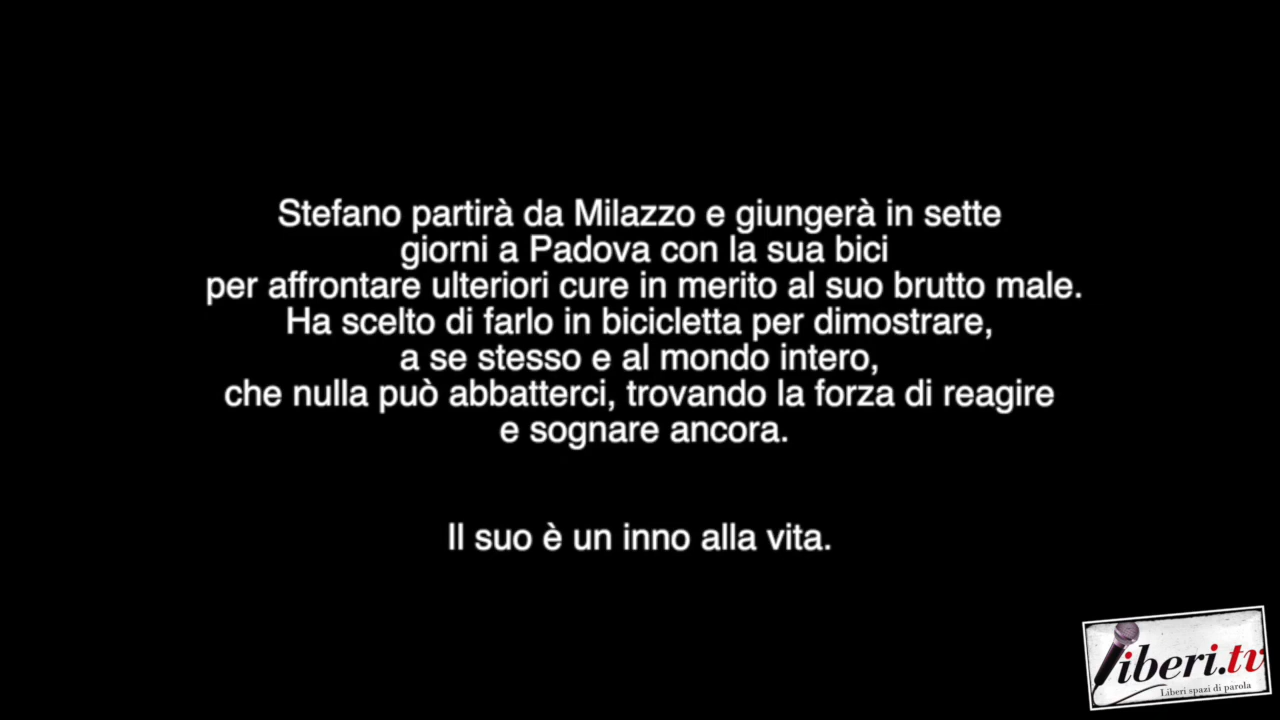 Stefano partirà da Milazzo e giungerà in sette
giorni a Padova con la sua bici
per affrontare ulteriori cure in merito al suo brutto male.
Ha scelto di farlo in bicicletta per dimostrare,
a se stesso e al mondo intero,
che nulla può abbatterci, trovando la forza di reagire
e sognare ancora.
Il suo è un inno alla vita.
liberi.tv
Liberi spazi di parola